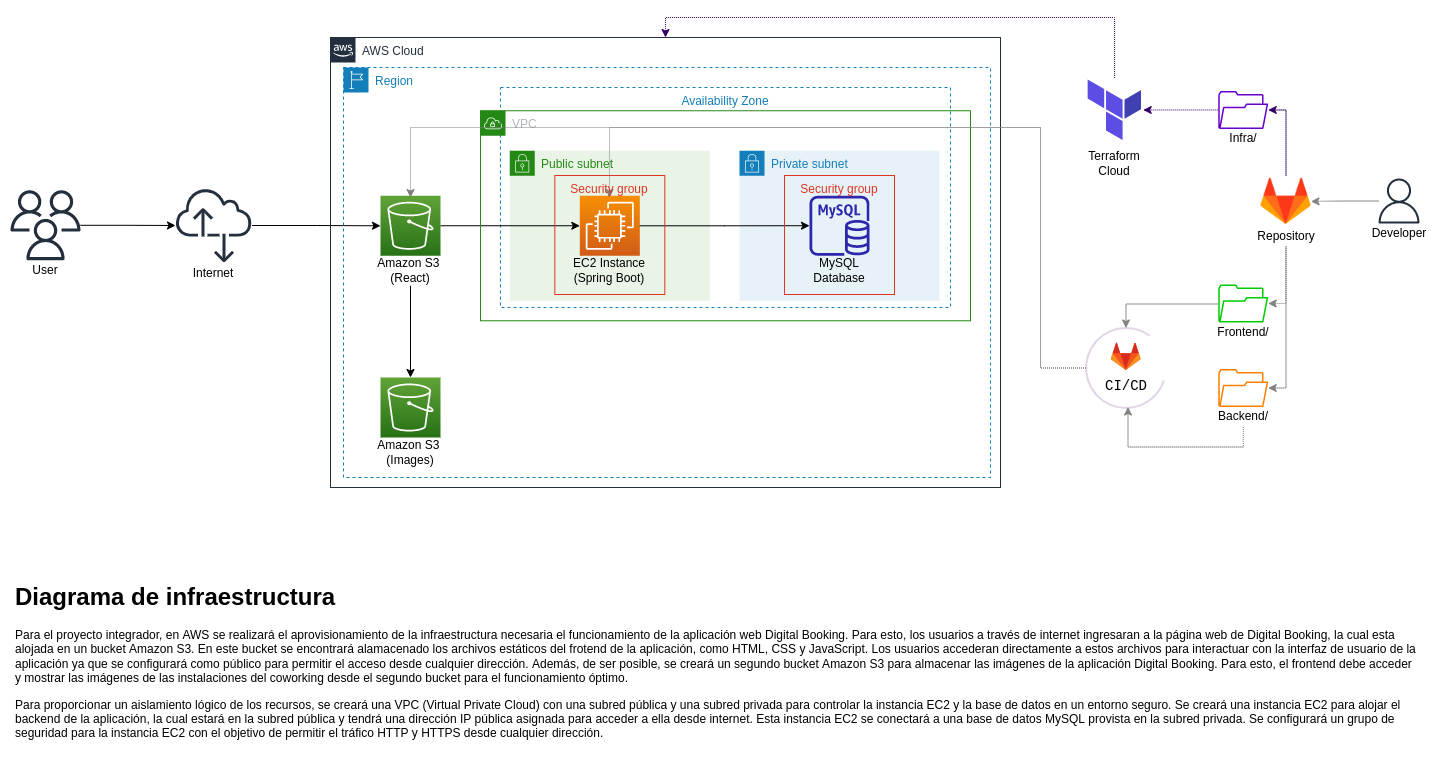 aws
AWS Cloud
Region
Availability Zone
VPC
Public subnet
Private subnet
Security group
Security group
MySQL
User
Internet
Amazon S3
(React)
EC2 Instance
(Spring Boot)
MySQL
Database
Amazon S3
(Images)
Terraform
Cloud
Infra/
Repository
Developer
Frontend/
CI/CD
Backend/
Diagrama de infraestructura
Para el proyecto integrador, en AWS se realizará el aprovisionamiento de la infraestructura necesaria el funcionamiento de la aplicación web Digital Booking. Para esto, los usuarios a través de internet ingresaran a la página web de Digital Booking, la cual esta
alojada en un bucket Amazon S3. En este bucket se encontrará alamacenado los archivos estáticos del frotend de la aplicación, como HTML, CSS y JavaScript. Los usuarios accederan directamente a estos archivos para interactuar con la interfaz de usuario de la
aplicación ya que se configurará como público para permitir el acceso desde cualquier dirección. Además, de ser posible, se creará un segundo bucket Amazon S3 para almacenar las imágenes de la aplicación Digital Booking. Para esto, el frontend debe acceder
y mostrar las imágenes de las instalaciones del coworking desde el segundo bucket para el funcionamiento óptimo.
Para proporcionar un aislamiento lógico de los recursos, se creará una VPC (Virtual Private Cloud) con una subred pública y una subred privada para controlar la instancia EC2 y la base de datos en un entorno seguro. Se creará una instancia EC2 para alojar el
backend de la aplicación, la cual estará en la subred pública y tendrá una dirección IP pública asignada para acceder a ella desde internet. Esta instancia EC2 se conectará a una base de datos MySQL provista en la subred privada. Se configurará un grupo de
seguridad para la instancia EC2 con el objetivo de permitir el tráfico HTTP y HTTPS desde cualquier dirección.